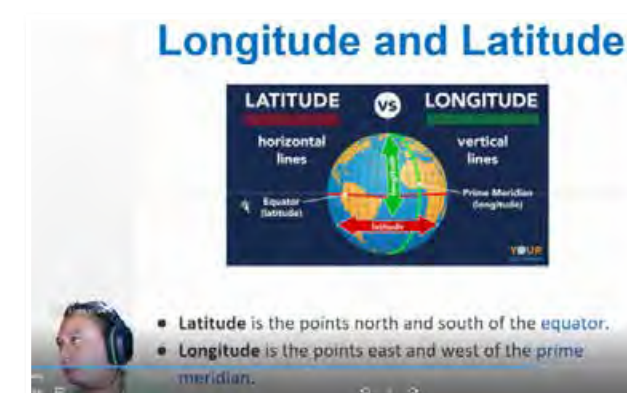 Longitude and Latitude
LATITUDE
VS
LONGITUDE
horizontal
lines
vertical
lines
Equator
(latitude)
Prime Meridian
(longitude)
longitude
latitude
YOUR
• Latitude is the points north and south of the equator.
• Longitude is the points east and west of the prime
meridian.